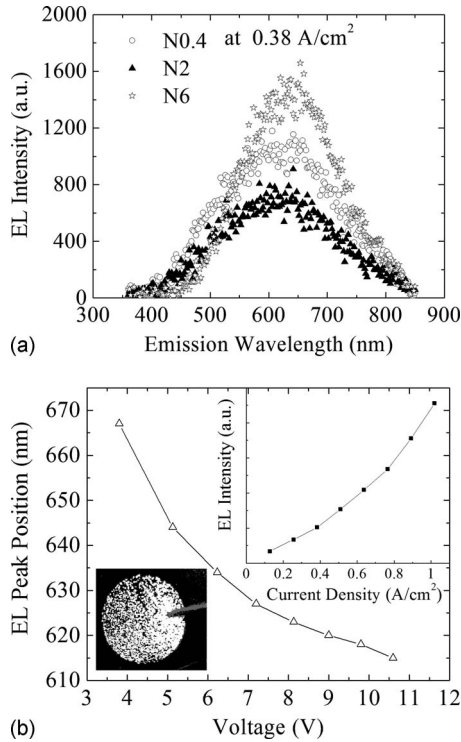 1600
1200
800
400
0
N0.4 at 0.38 A/cm²
N2
N6
EL Intensity (a.u.)
300 400 500 600 700 800 900
(a) Emission Wavelength (nm)
670
660
650
640
630
620
610
EL Peak Position (nm)
EL Intensity (a.u.)
0 0.2 0.4 0.6 0.8 1
Current Density (A/cm²)
3 4 5 6 7 8 9 10 11 12
(b) Voltage (V)